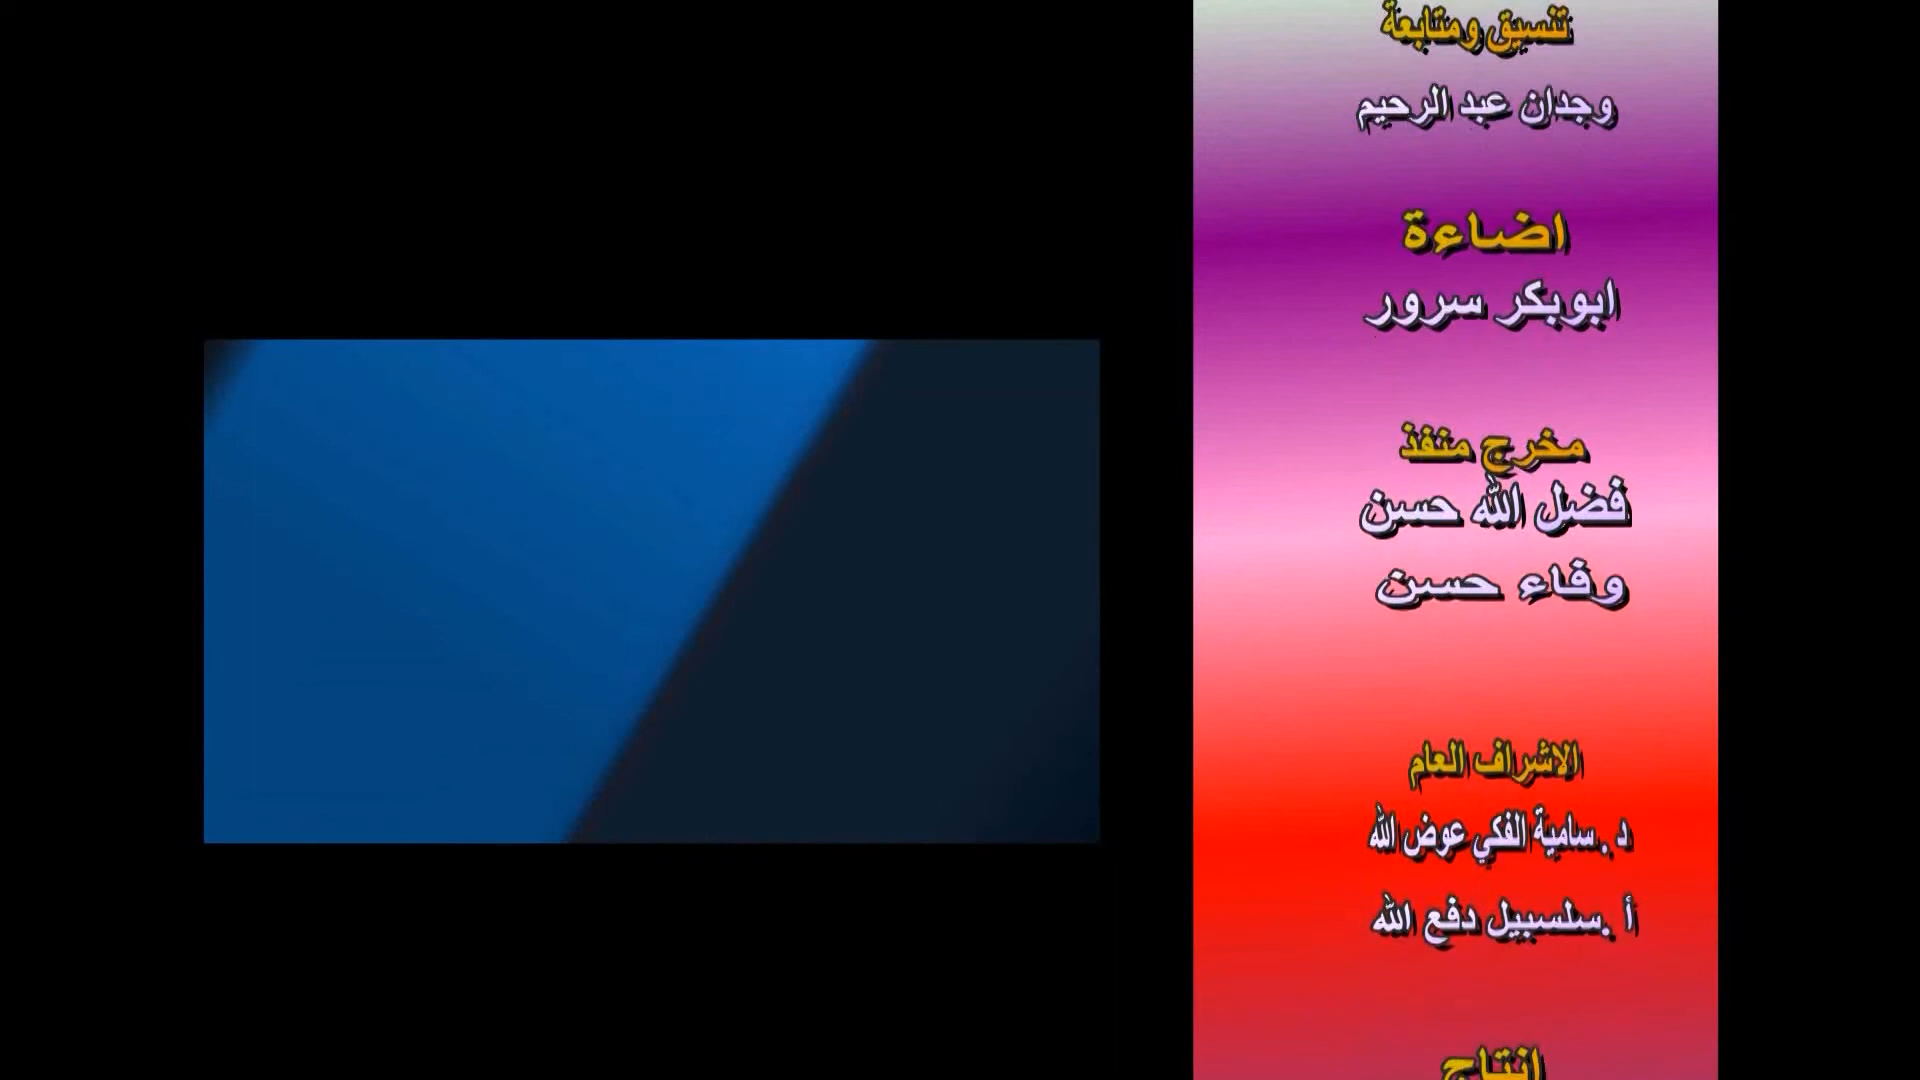 تنسيق ومتابعة
وجدان عبد الرحيم
اضاءة
ابوبكر سرور
مخرج منفذ
فضل الله حسن
وفاء حسن
الاشراف العام
د . سامية الفكي عوض الله
أ .سلسبيل دفع الله
انتاج